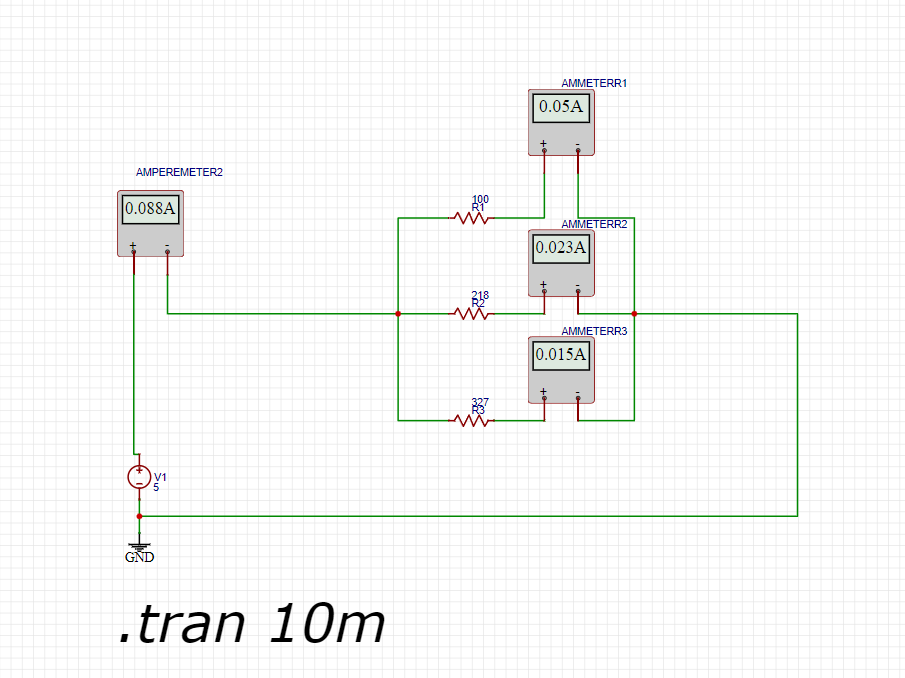 AMMETERR1
0.05A
+ -
AMPEREMETER2
0.088A
+ -
100
R1
AMMETERR2
0.023A
+ -
218
R2
AMMETERR3
0.015A
+ -
327
R3
V1
5
GND
.tran 10m